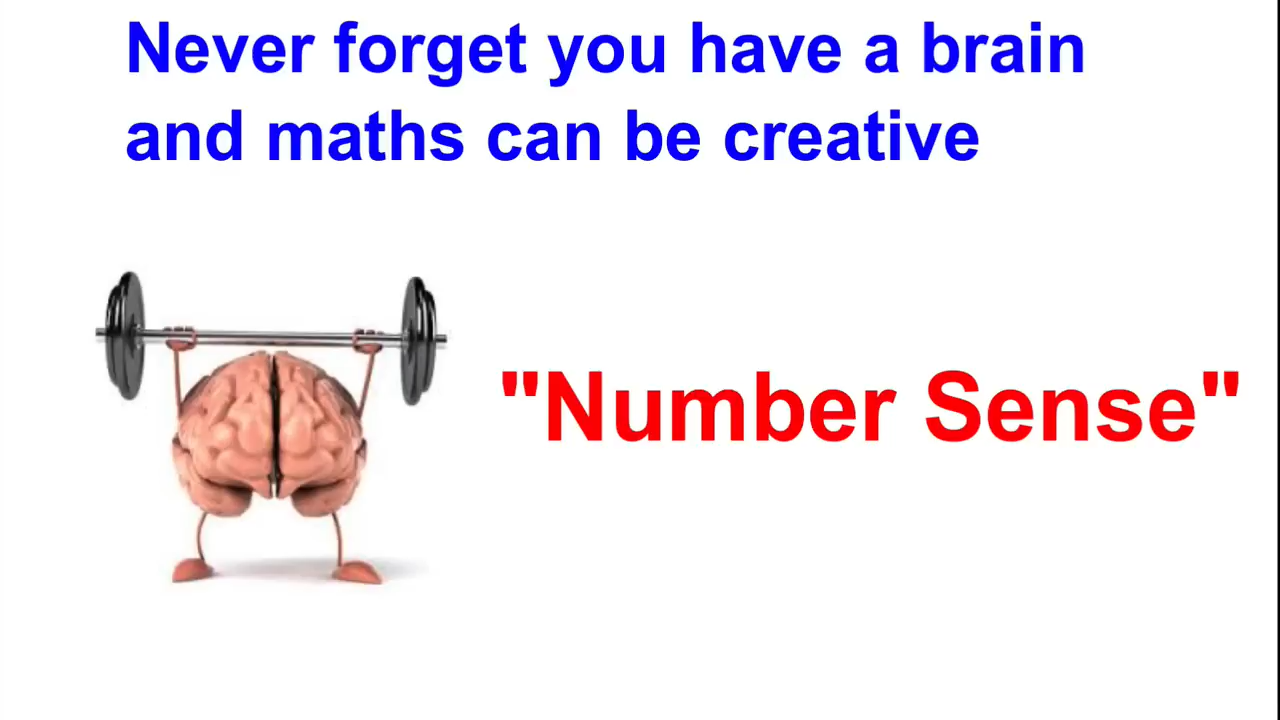 Never forget you have a brain
and maths can be creative
"Number Sense"